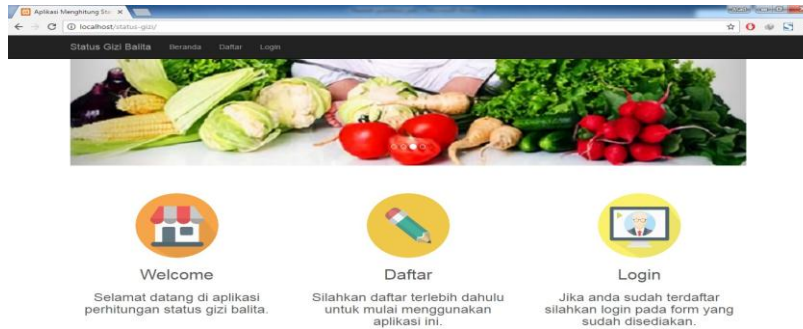 Aplikasi Menghitung Sta
localhost/status-gizi/
Status Gizi Balita Beranda Daftar Login
Welcome
Selamat datang di aplikasi
perhitungan status gizi balita.
Daftar
Silahkan daftar terlebih dahulu
untuk mulai menggunakan
aplikasi ini.
Login
Jika anda sudah terdaftar
silahkan login pada form yang
sudah disediakan.